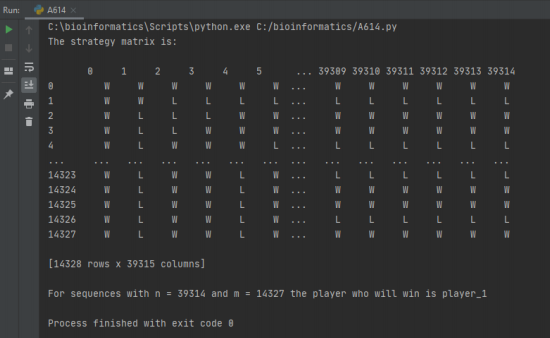 Run: A614 ×
C:\bioinformatics\Scripts\python.exe C:/bioinformatics/A614.py
The strategy matrix is:
0 1 2 3 4 5 ... 39309 39310 39311 39312 39313 39314
0 W W W W W W ... W W W W W W
1 W W L L L L ... L L L L L L
2 W L L L W W ... W W W W W W
3 W L L W W W ... W W W W W W
4 W L W W W L ... L L L L L L
... ... ... ... ... ... ... ... ... ... ... ... ... ...
14323 W L W W L W ... L L L L L L
14324 W L W W L W ... W W W W W W
14325 W L W W L W ... W W W W W W
14326 W L W W L W ... L L L L L L
14327 W L W W L W ... W W W W W W
[14328 rows x 39315 columns]
For sequences with n = 39314 and m = 14327 the player who will win is player_1
Process finished with exit code 0